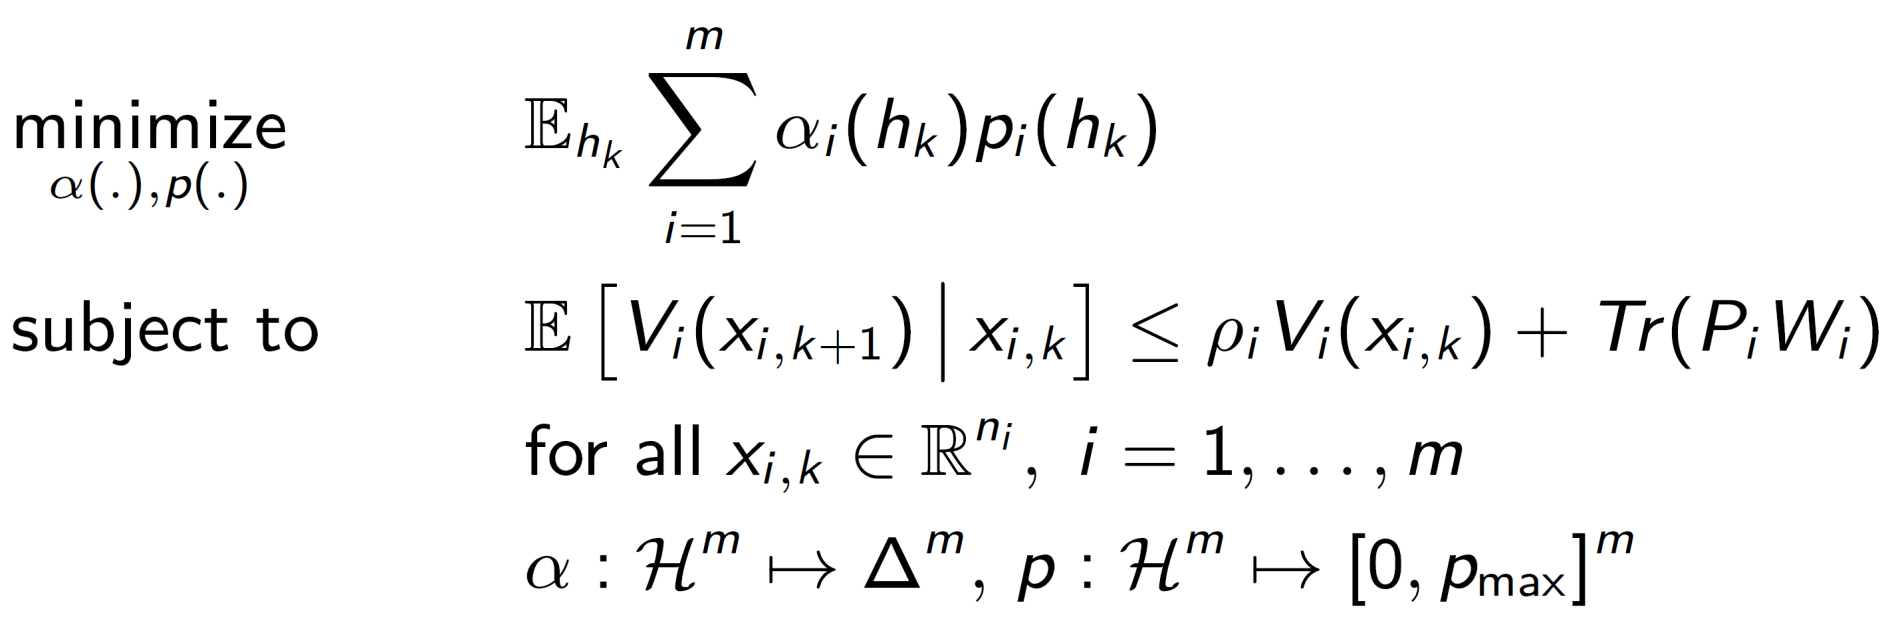 minimize 𝔼_{h_k} ∑_{i=1}^{m} α_i(h_k)p_i(h_k)
α(.),p(.)
subject to 𝔼 [V_i(x_{i,k+1}) | x_{i,k}] ≤ ρ_i V_i(x_{i,k}) + Tr(P_i W_i)
for all x_{i,k} ∈ ℝ^{n_i}, i = 1, . . . , m
α : ℋ^m ↦ Δ^m, p : ℋ^m ↦ [0, p_max]^m